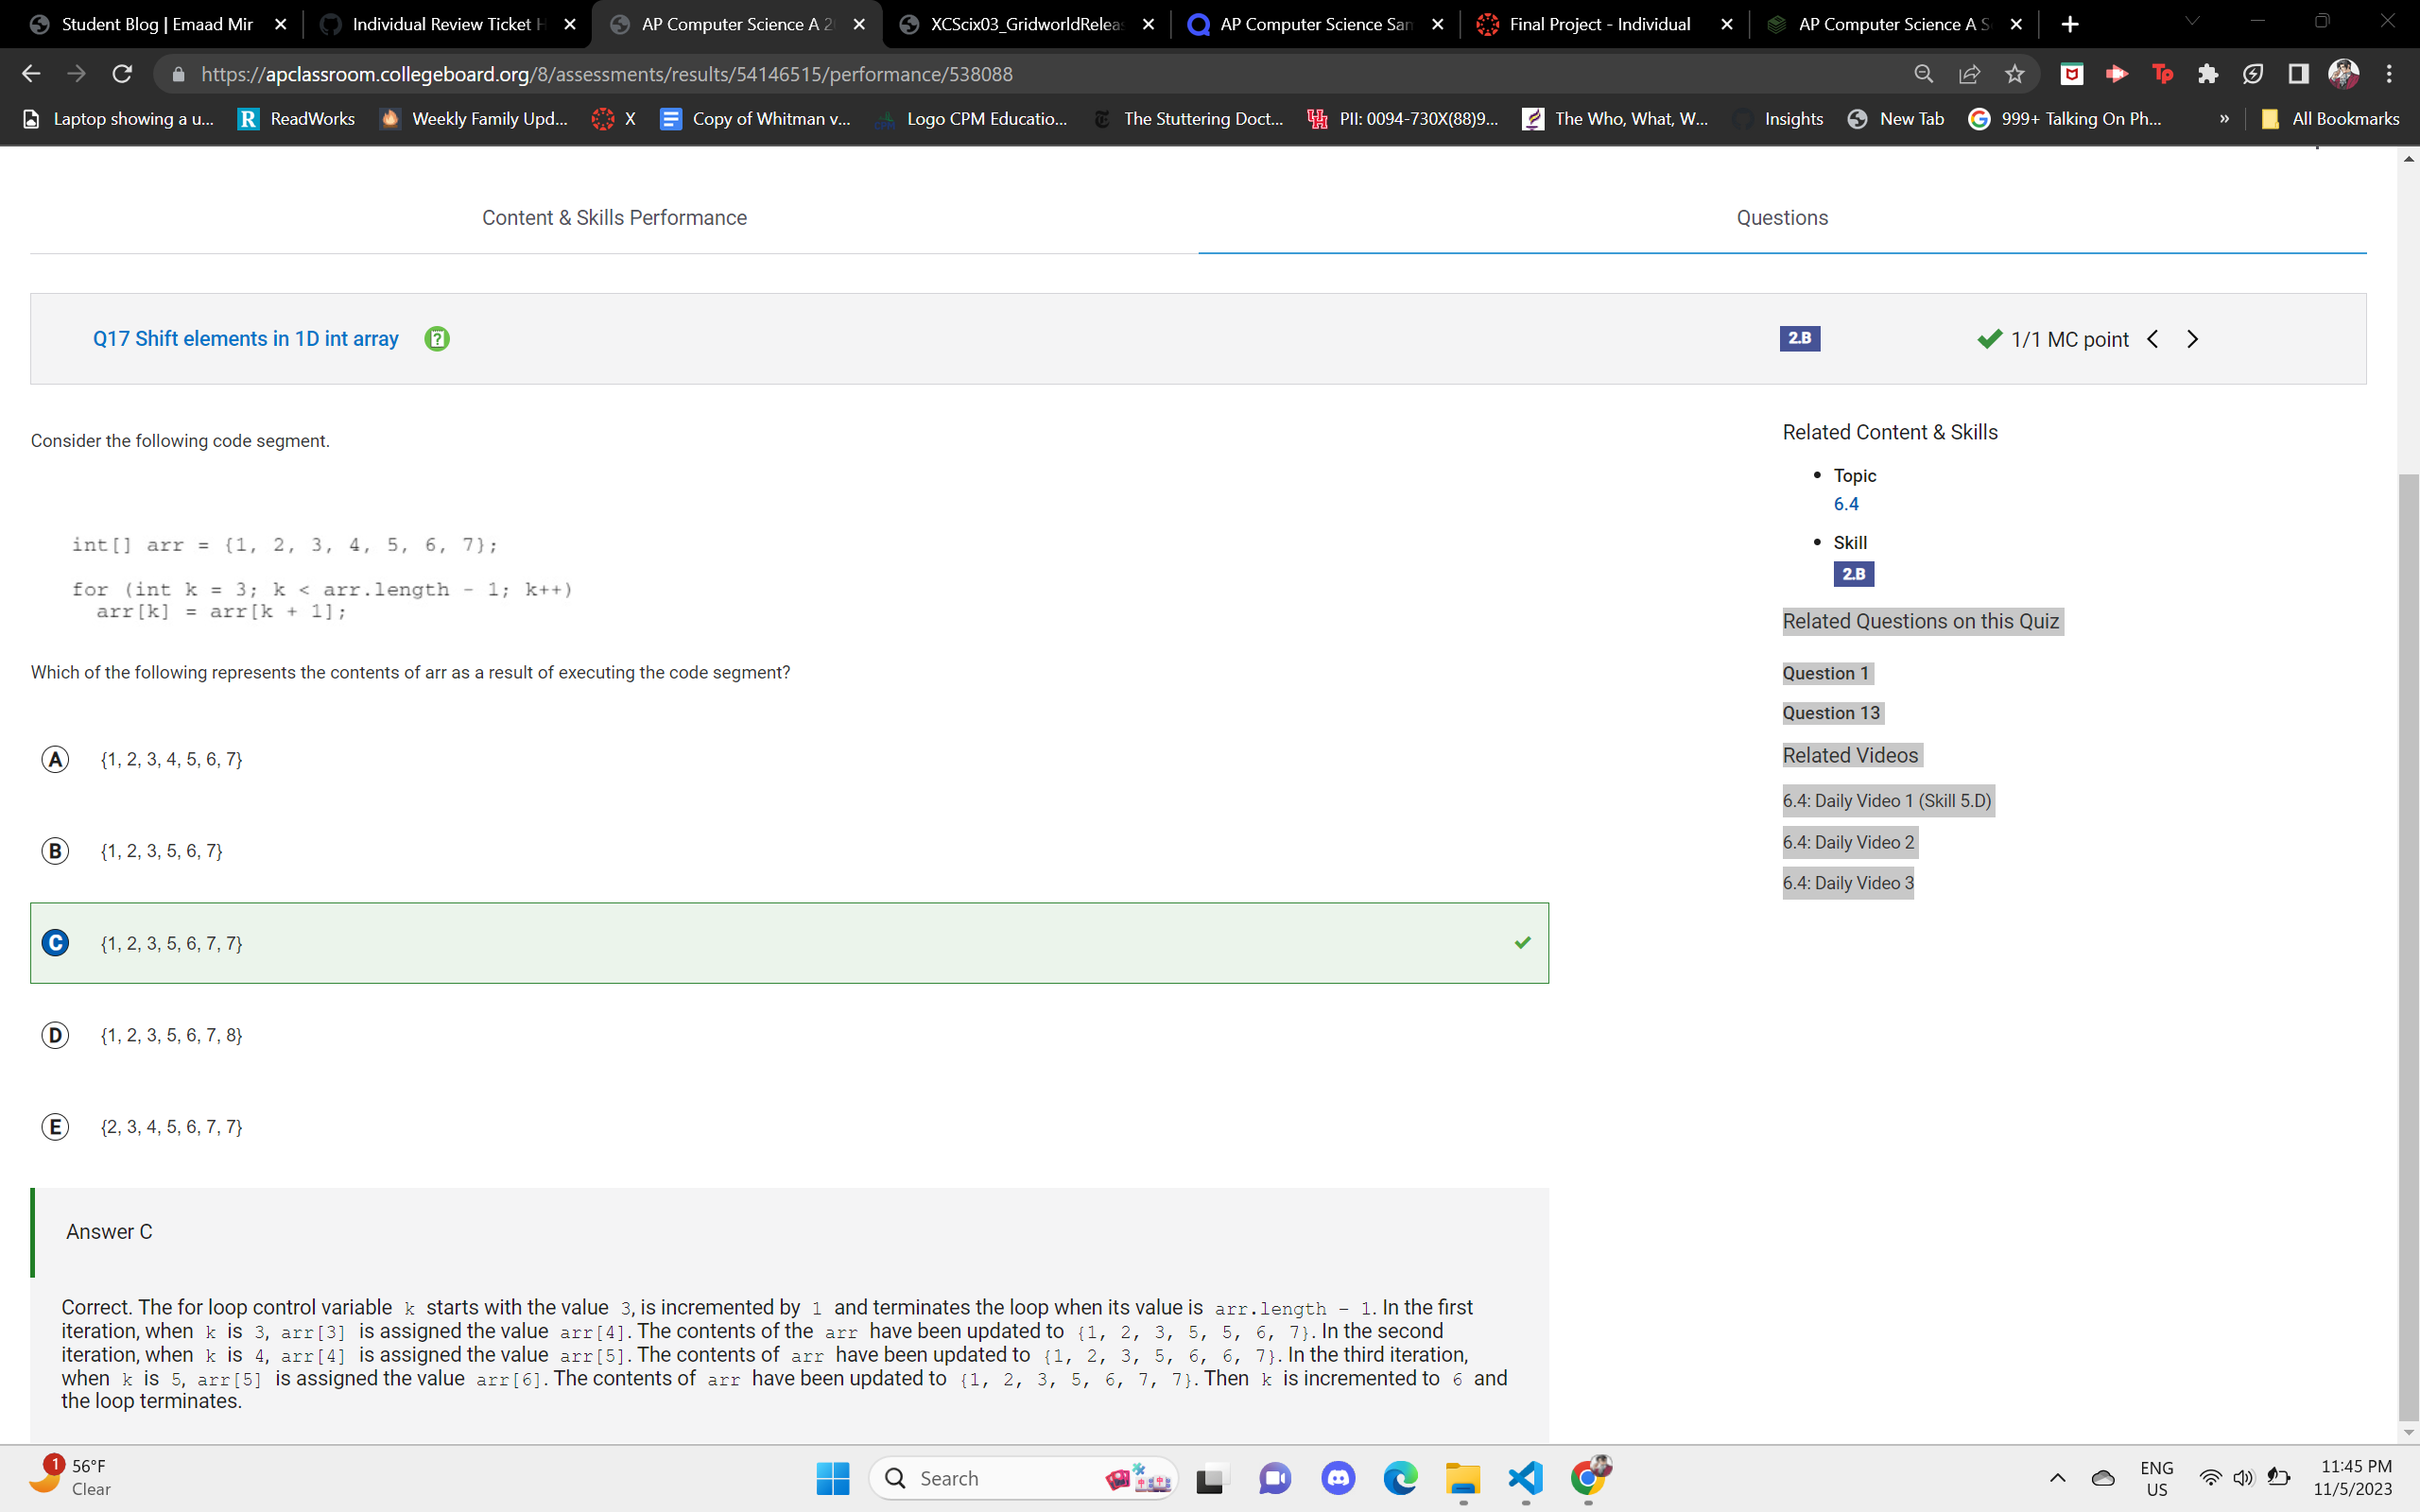 Student Blog | Emaad Mir
Individual Review Ticket H
AP Computer Science A 2
XCScix03_GridworldRelea
AP Computer Science Sam
Final Project - Individual
AP Computer Science A S
https://apclassroom.collegeboard.org/8/assessments/results/54146515/performance/538088
Laptop showing a u...
ReadWorks
Weekly Family Upd...
X
Copy of Whitman v...
Logo CPM Educatio...
The Stuttering Doct...
PII: 0094-730X(88)9...
The Who, What, W...
Insights
New Tab
999+ Talking On Ph...
»
All Bookmarks
Content & Skills Performance
Questions
Q17 Shift elements in 1D int array
2.B
1/1 MC point
Consider the following code segment.
int[] arr = {1, 2, 3, 4, 5, 6, 7};
for (int k = 3; k < arr.length - 1; k++)
arr[k] = arr[k + 1];
Which of the following represents the contents of arr as a result of executing the code segment?
A {1, 2, 3, 4, 5, 6, 7}
B {1, 2, 3, 5, 6, 7}
C {1, 2, 3, 5, 6, 7, 7}
D {1, 2, 3, 5, 6, 7, 8}
E {2, 3, 4, 5, 6, 7, 7}
Answer C
Correct. The for loop control variable k starts with the value 3, is incremented by 1 and terminates the loop when its value is arr.length - 1. In the first
iteration, when k is 3, arr[3] is assigned the value arr[4]. The contents of the arr have been updated to {1, 2, 3, 5, 5, 6, 7}. In the second
iteration, when k is 4, arr[4] is assigned the value arr[5]. The contents of arr have been updated to {1, 2, 3, 5, 6, 6, 7}. In the third iteration,
when k is 5, arr[5] is assigned the value arr[6]. The contents of arr have been updated to {1, 2, 3, 5, 6, 7, 7}. Then k is incremented to 6 and
the loop terminates.
Related Content & Skills
Topic
6.4
Skill
2.B
Related Questions on this Quiz
Question 1
Question 13
Related Videos
6.4: Daily Video 1 (Skill 5.D)
6.4: Daily Video 2
6.4: Daily Video 3
1
56°F
Clear
Search
ENG
US
11:45 PM
11/5/2023